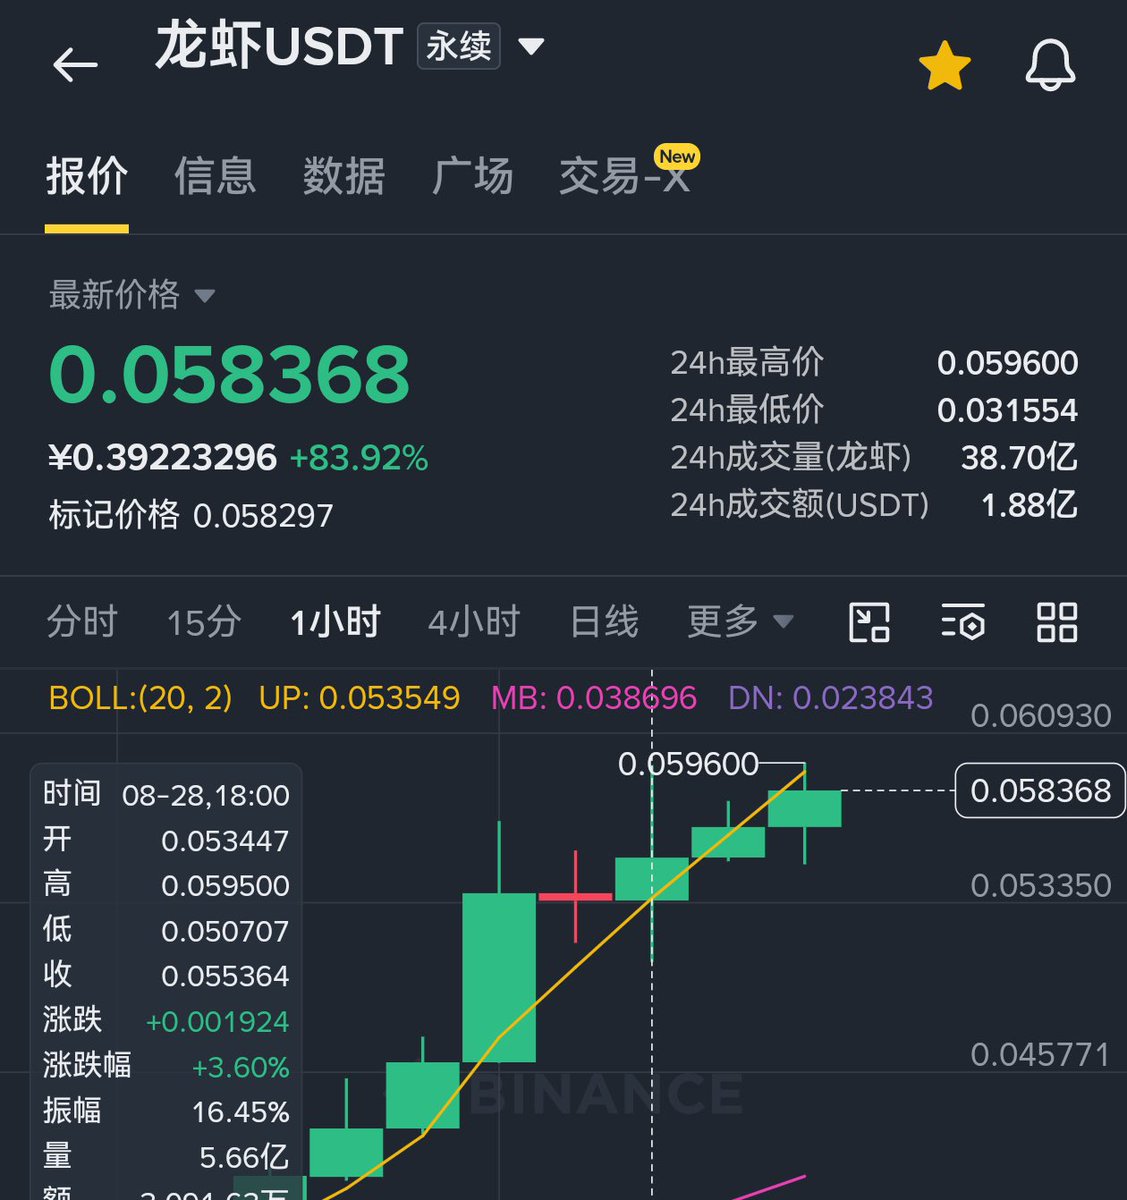 龙虾USDT 永续
报价 信息 数据 广场 交易-X New
最新价格
0.058368
¥0.39223296 +83.92%
标记价格 0.058297
24h最高价 0.059600
24h最低价 0.031554
24h成交量(龙虾) 38.70亿
24h成交额(USDT) 1.88亿
分时 15分 1小时 4小时 日线 更多
BOLL:(20, 2) UP: 0.053549 MB: 0.038696 DN: 0.023843
0.060930
0.059600
0.058368
0.053350
0.045771
时间 08-28,18:00
开 0.053447
高 0.059500
低 0.050707
收 0.055364
涨跌 +0.001924
涨跌幅 +3.60%
振幅 16.45%
量 5.66亿
额
BINANCE